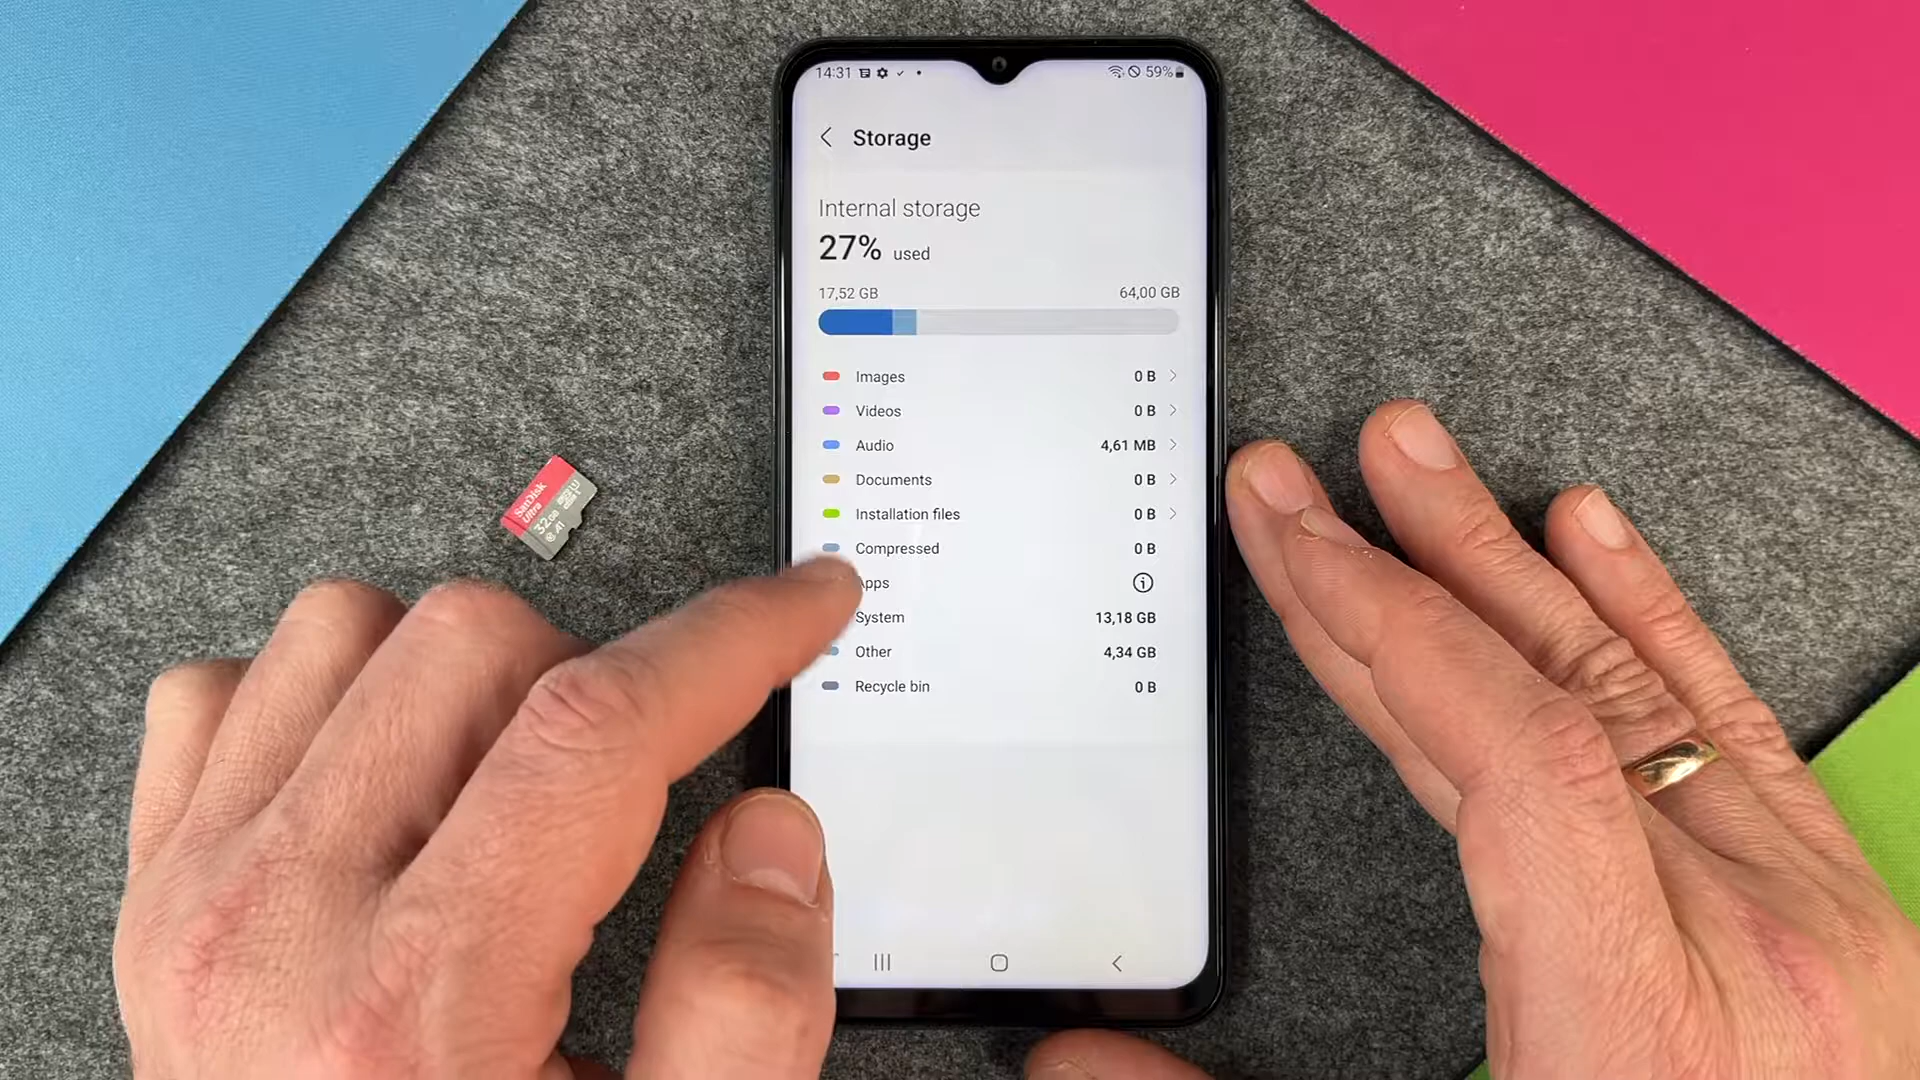 14:31
59%
Storage
Internal storage
27% used
17,52 GB 64,00 GB
Images 0 B
Videos 0 B
Audio 4,61 MB
Documents 0 B
Installation files 0 B
Compressed 0 B
Apps
System 13,18 GB
Other 4,34 GB
Recycle bin 0 B
SanDisk
Ultra
32GB
A1